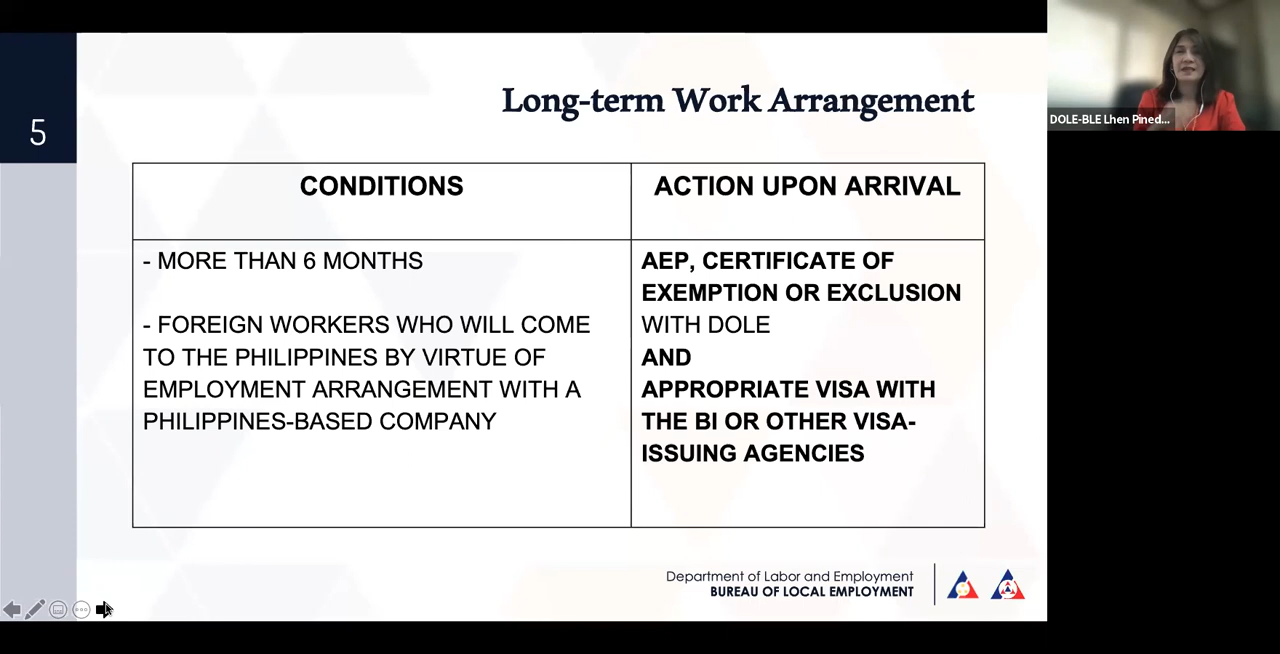 5
Long-term Work Arrangement
CONDITIONS
ACTION UPON ARRIVAL
- MORE THAN 6 MONTHS
- FOREIGN WORKERS WHO WILL COME
TO THE PHILIPPINES BY VIRTUE OF
EMPLOYMENT ARRANGEMENT WITH A
PHILIPPINES-BASED COMPANY
AEP, CERTIFICATE OF
EXEMPTION OR EXCLUSION
WITH DOLE
AND
APPROPRIATE VISA WITH
THE BI OR OTHER VISA-
ISSUING AGENCIES
Department of Labor and Employment
BUREAU OF LOCAL EMPLOYMENT
DOLE-BLE Lhen Pined...